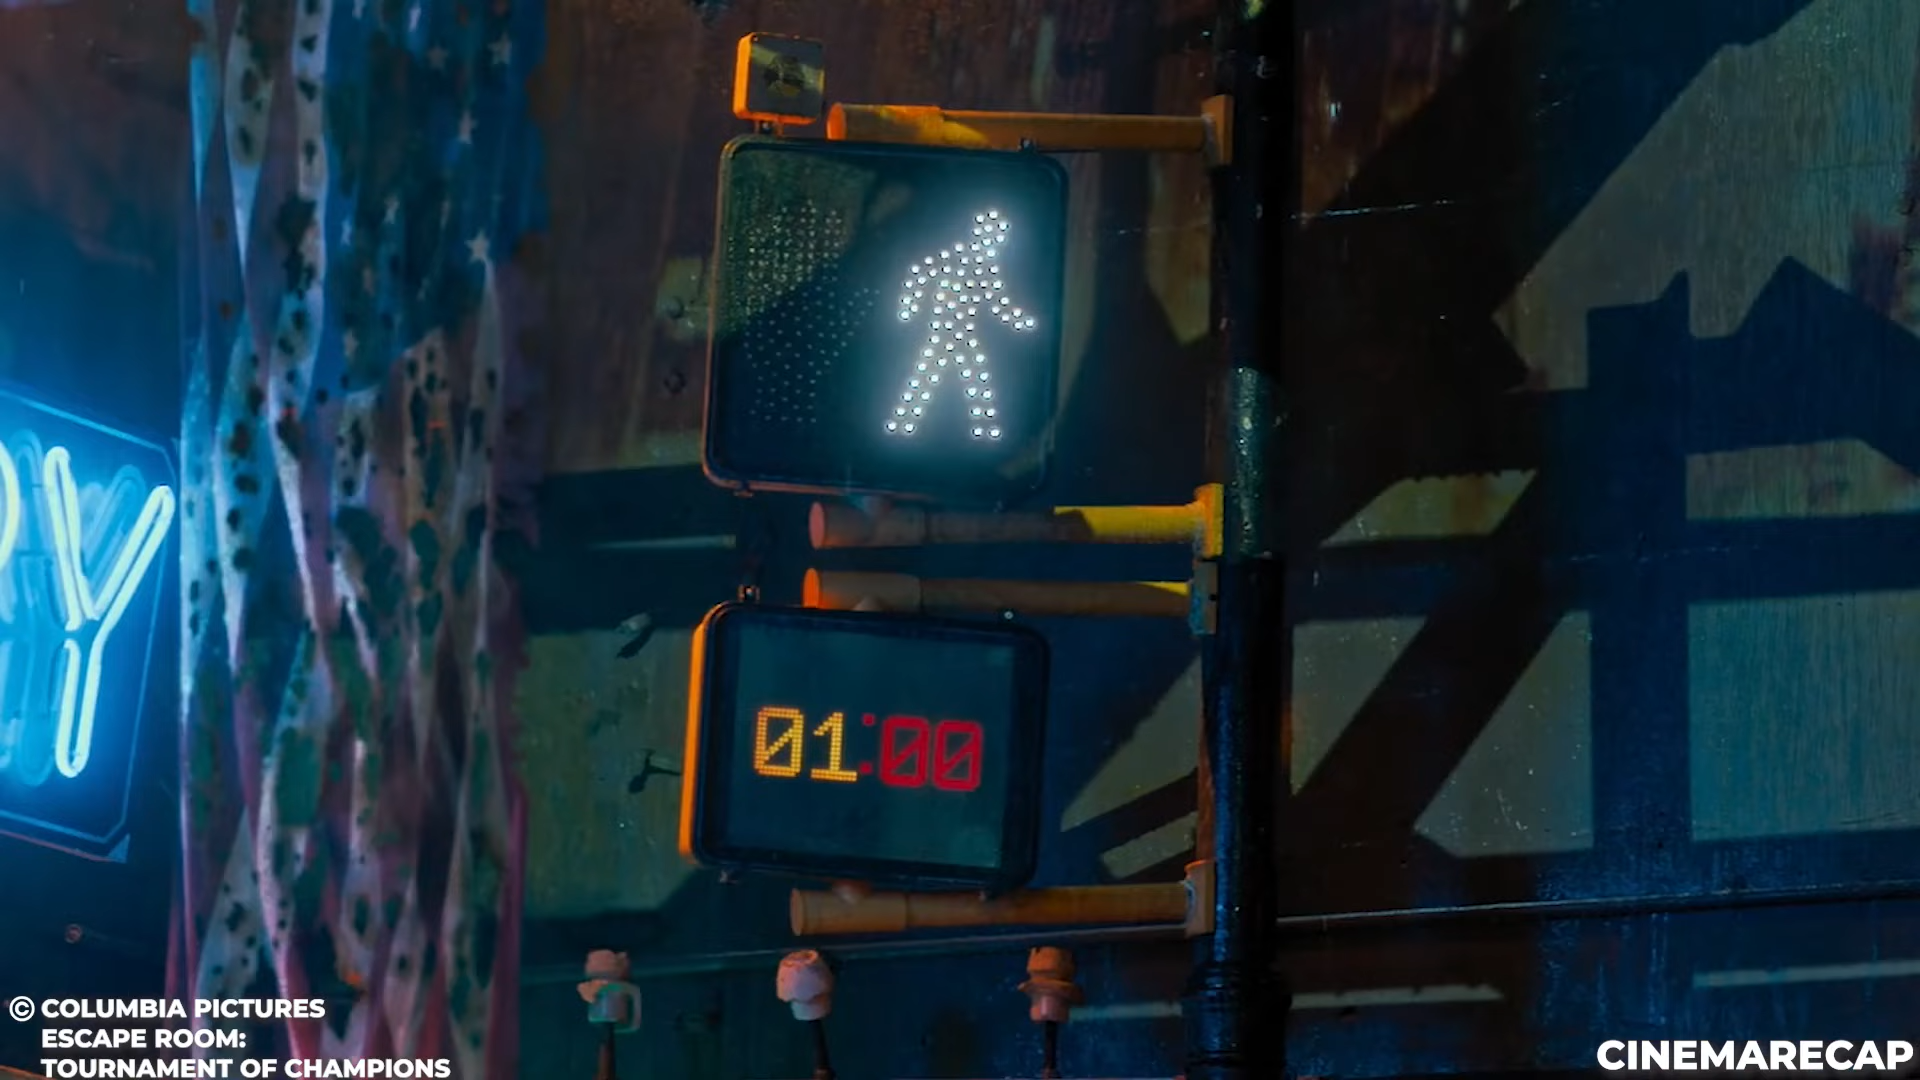 Y
01:00
© COLUMBIA PICTURES
ESCAPE ROOM:
TOURNAMENT OF CHAMPIONS
CINEMARECAP